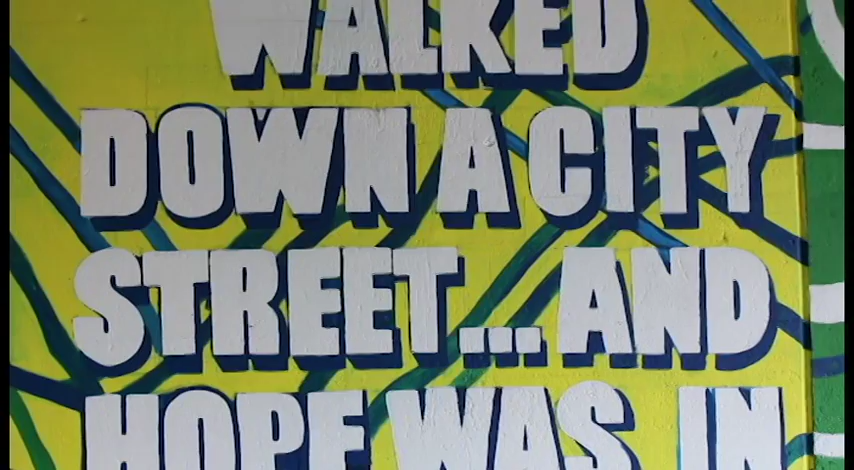 WALKED
DOWN A CITY
STREET... AND
HOPE WAS IN